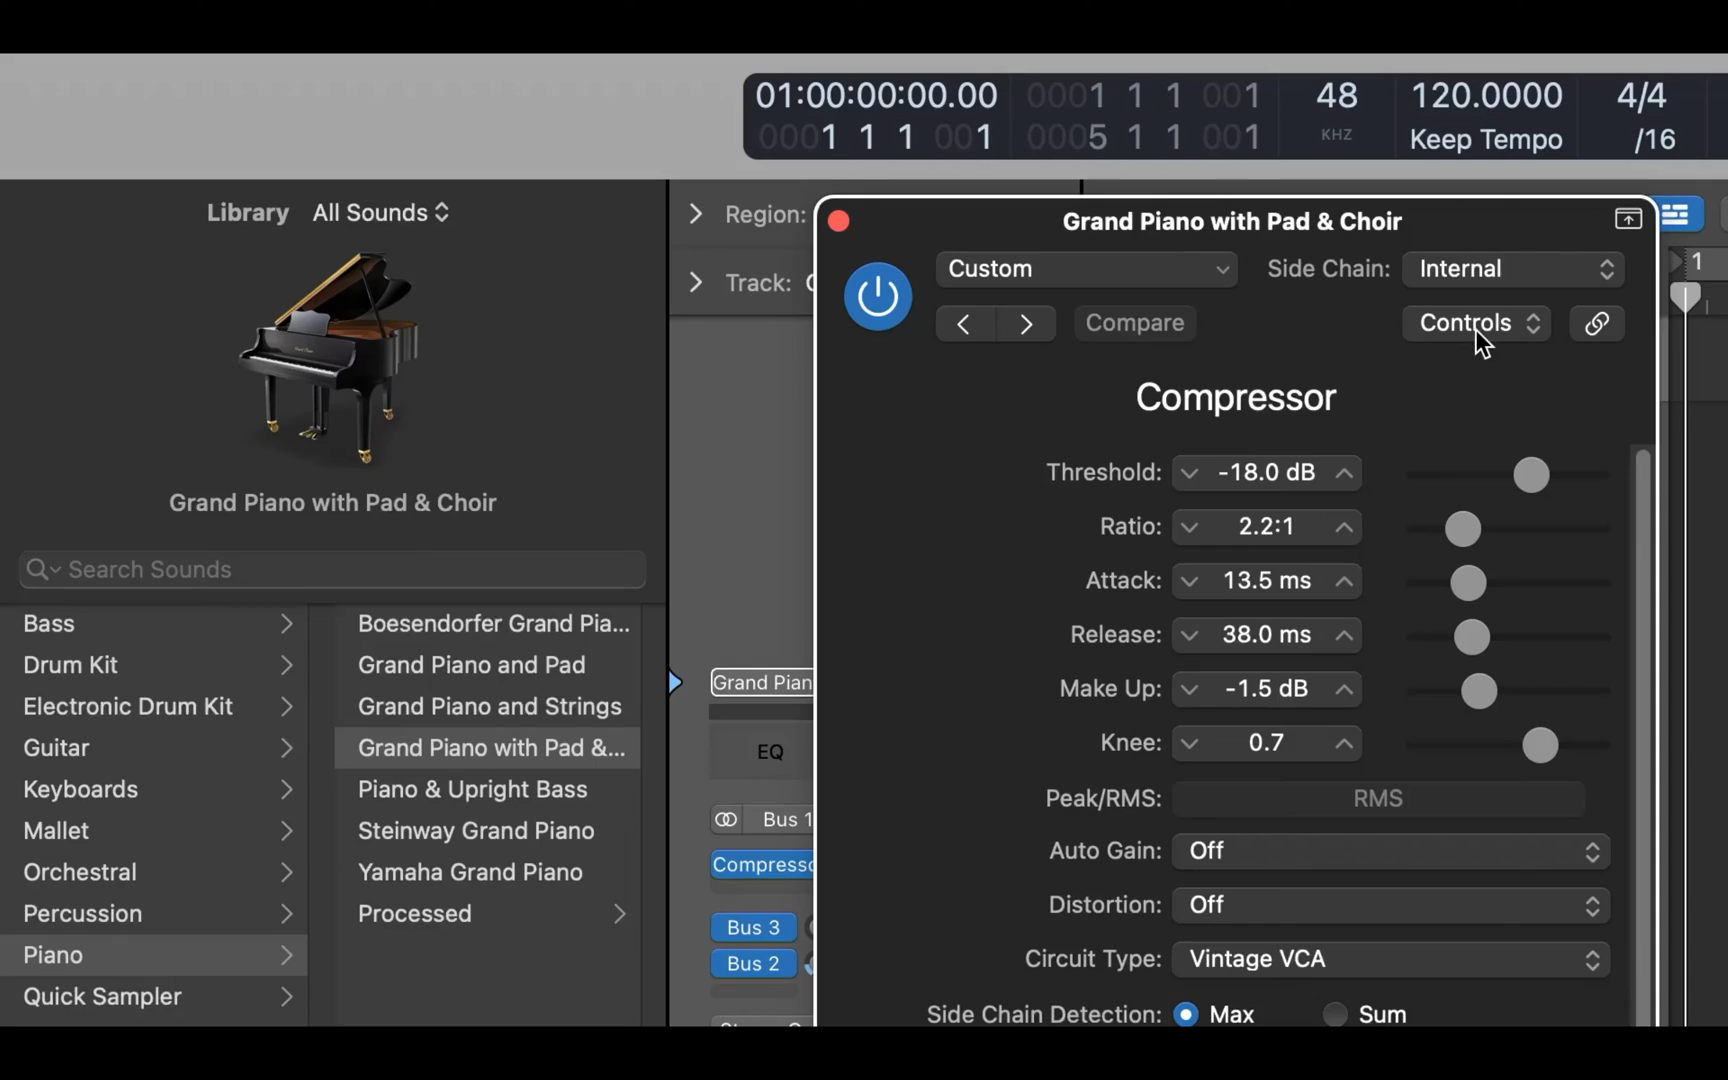 01:00:00:00.00
0001 1 1 001
48
120.0000
4/4
0001 1 1 001
0005 1 1 001
KHZ
Keep Tempo
/16
Library All Sounds
Region:
Grand Piano with Pad & Choir
Custom
Side Chain: Internal
1
Track:
Compare
Controls
Compressor
Threshold: -18.0 dB
Ratio: 2.2:1
Attack: 13.5 ms
Release: 38.0 ms
Make Up: -1.5 dB
Knee: 0.7
Peak/RMS: RMS
Auto Gain: Off
Distortion: Off
Circuit Type: Vintage VCA
Side Chain Detection: Max Sum
Grand Piano with Pad & Choir
Search Sounds
Bass
Drum Kit
Electronic Drum Kit
Guitar
Keyboards
Mallet
Orchestral
Percussion
Piano
Quick Sampler
Boesendorfer Grand Pia...
Grand Piano and Pad
Grand Piano and Strings
Grand Piano with Pad &...
Piano & Upright Bass
Steinway Grand Piano
Yamaha Grand Piano
Processed
Grand Pian
EQ
Bus 1
Compresso
Bus 3
Bus 2